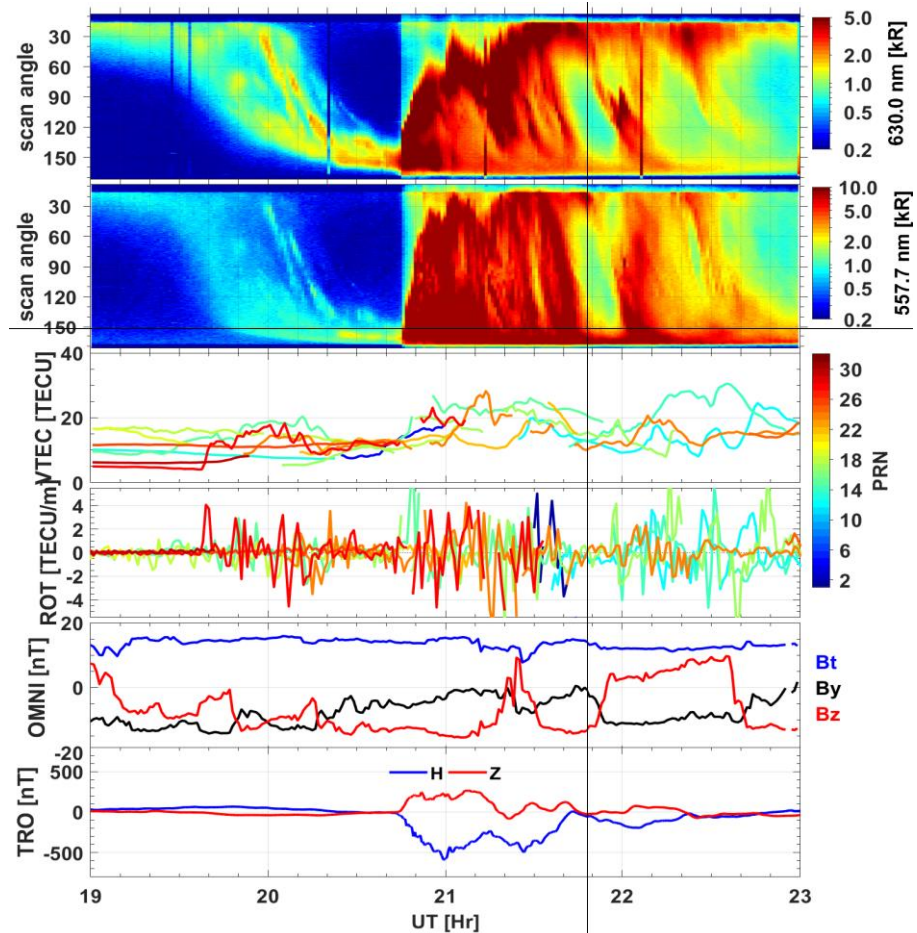 30
60
90
120
150
scan angle
5.0
2.0
1.0
0.5
0.2
630.0 nm [kR]
30
60
90
120
150
scan angle
10.0
5.0
2.0
1.0
0.2
557.7 nm [kR]
40
20
0
VTEC [TECU]
30
26
22
18
14
10
6
2
PRN
4
2
0
-2
-4
ROT [TECU/m]
20
0
-20
OMNI [nT]
Bt
By
Bz
500
0
-500
TRO [nT]
H Z
19 20 21 22 23
UT [Hr]